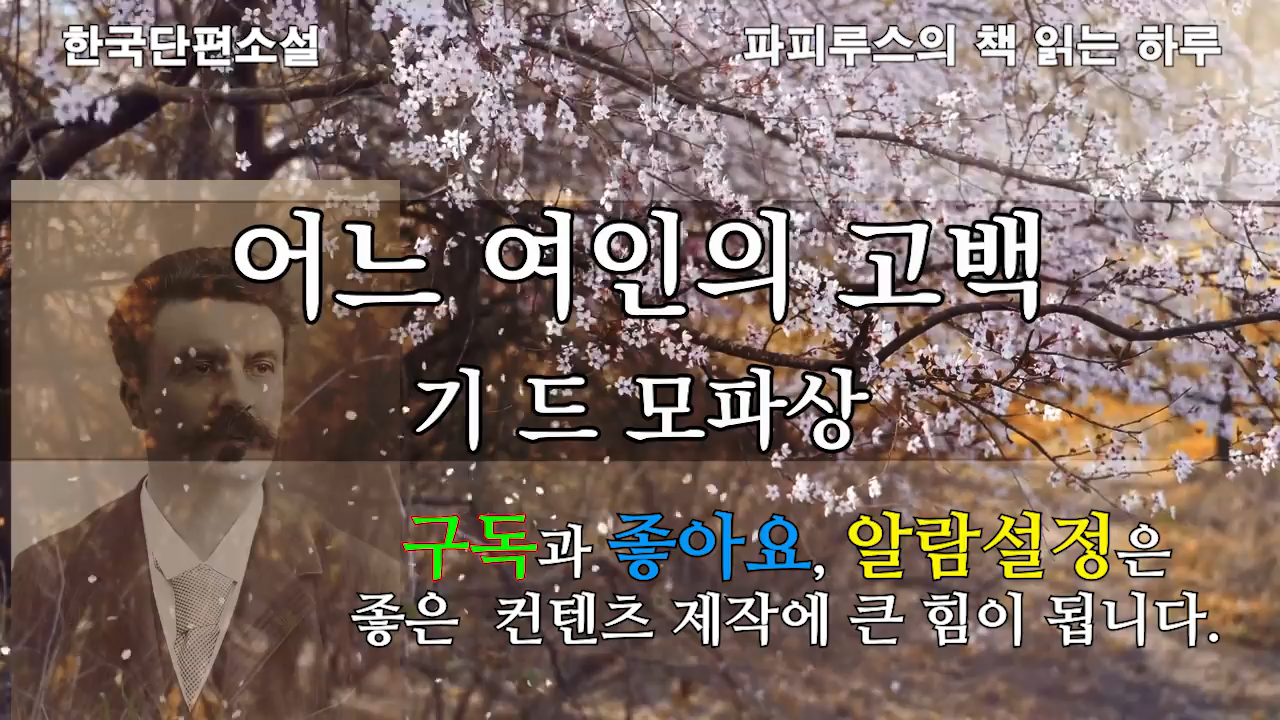 한국단편소설
파피루스의 책 읽는 하루
어느 여인의 고백
기 드 모파상
구독과 좋아요, 알람설정은
좋은 컨텐츠 제작에 큰 힘이 됩니다.